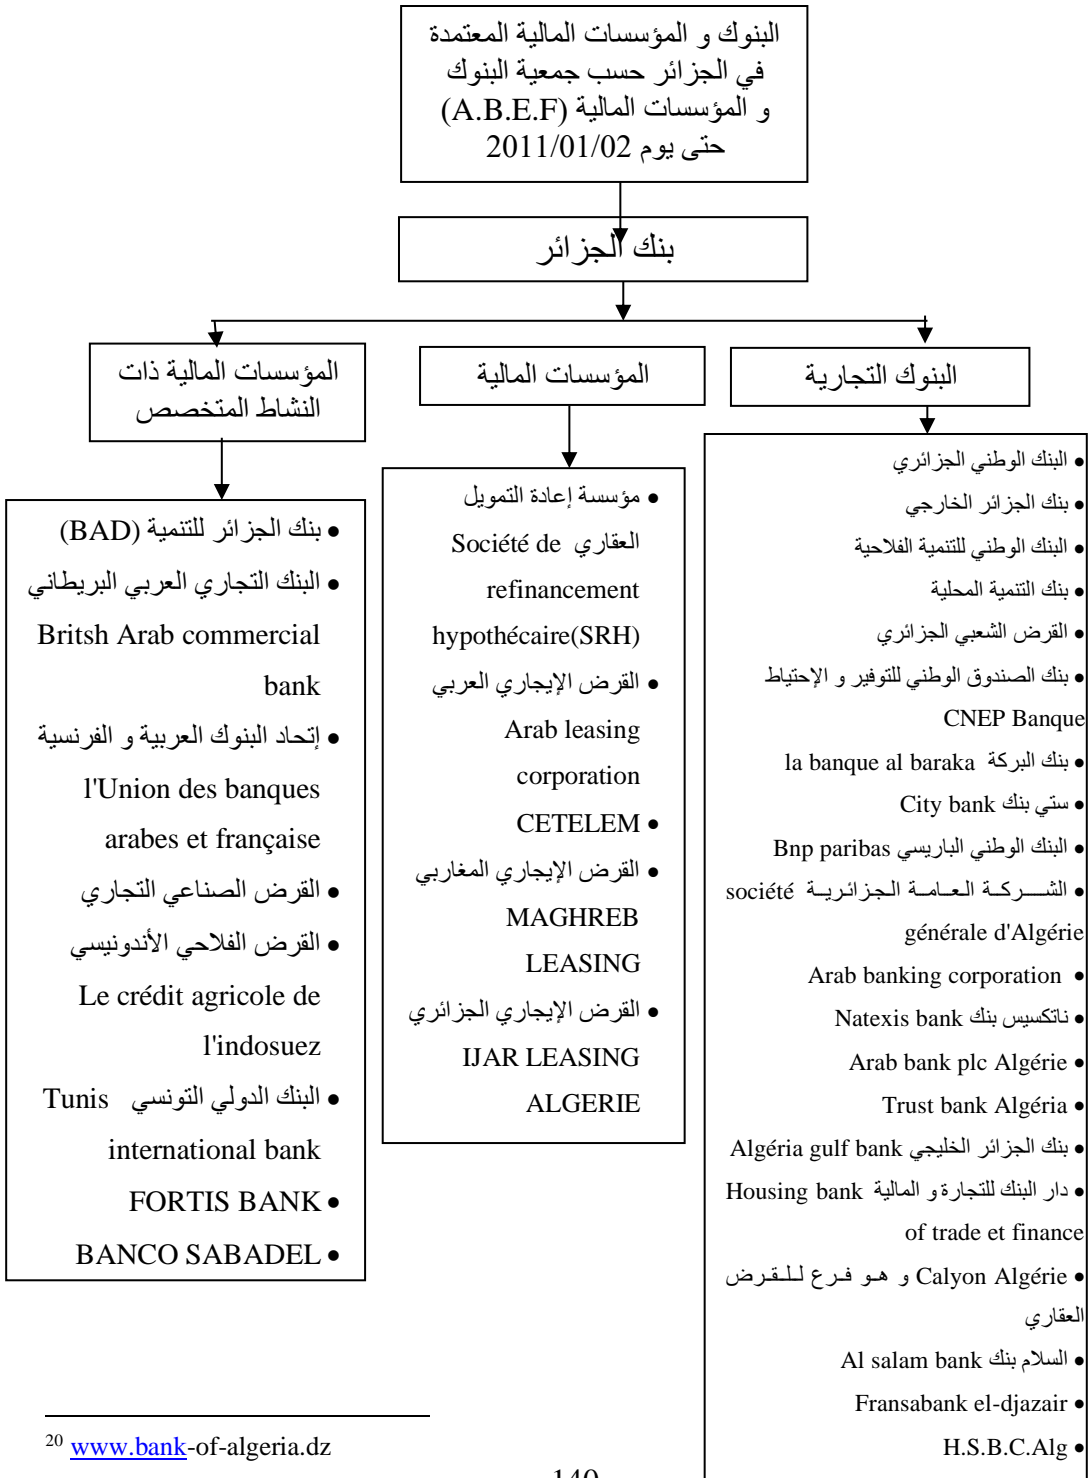 البنوك و المؤسسات المالية المعتمدة
في الجزائر حسب جمعية البنوك
و المؤسسات المالية (A.B.E.F)
حتى يوم 2011/01/02
بنك الجزائر
البنوك التجارية
المؤسسات المالية
المؤسسات المالية ذات
النشاط المتخصص
• البنك الوطني الجزائري
• بنك الجزائر الخارجي
• البنك الوطني للتنمية الفلاحية
• بنك التنمية المحلية
• القرض الشعبي الجزائري
• بنك الصندوق الوطني للتوفير و الإحتياط
CNEP Banque
• بنك البركة la banque al baraka
• ستي بنك City bank
• البنك الوطني الباريسي Bnp paribas
• الشركة العامة الجزائرية société
générale d'Algérie
• Arab banking corporation
• ناتكسيس بنك Natexis bank
• Arab bank plc Algérie
• Trust bank Algéria
• بنك الجزائر الخليجي Algéria gulf bank
• دار البنك للتجارة و المالية Housing bank
of trade et finance
• Calyon Algérie و هو فرع للقرض
العقاري
• السلام بنك Al salam bank
• Fransabank el-djazair
• H.S.B.C.Alg
• مؤسسة إعادة التمويل
العقاري Société de
refinancement
hypothécaire(SRH)
• القرض الإيجاري العربي
Arab leasing
corporation
• CETELEM
• القرض الإيجاري المغاربي
MAGHREB
LEASING
• القرض الإيجاري الجزائري
IJAR LEASING
ALGERIE
• بنك الجزائر للتنمية (BAD)
• البنك التجاري العربي البريطاني
Britsh Arab commercial
bank
• إتحاد البنوك العربية و الفرنسية
l'Union des banques
arabes et française
• القرض الصناعي التجاري
• القرض الفلاحي الأندونيسي
Le crédit agricole de
l'indosuez
• البنك الدولي التونسي Tunis
international bank
• FORTIS BANK
• BANCO SABADEL
20 www.bank-of-algeria.dz
140